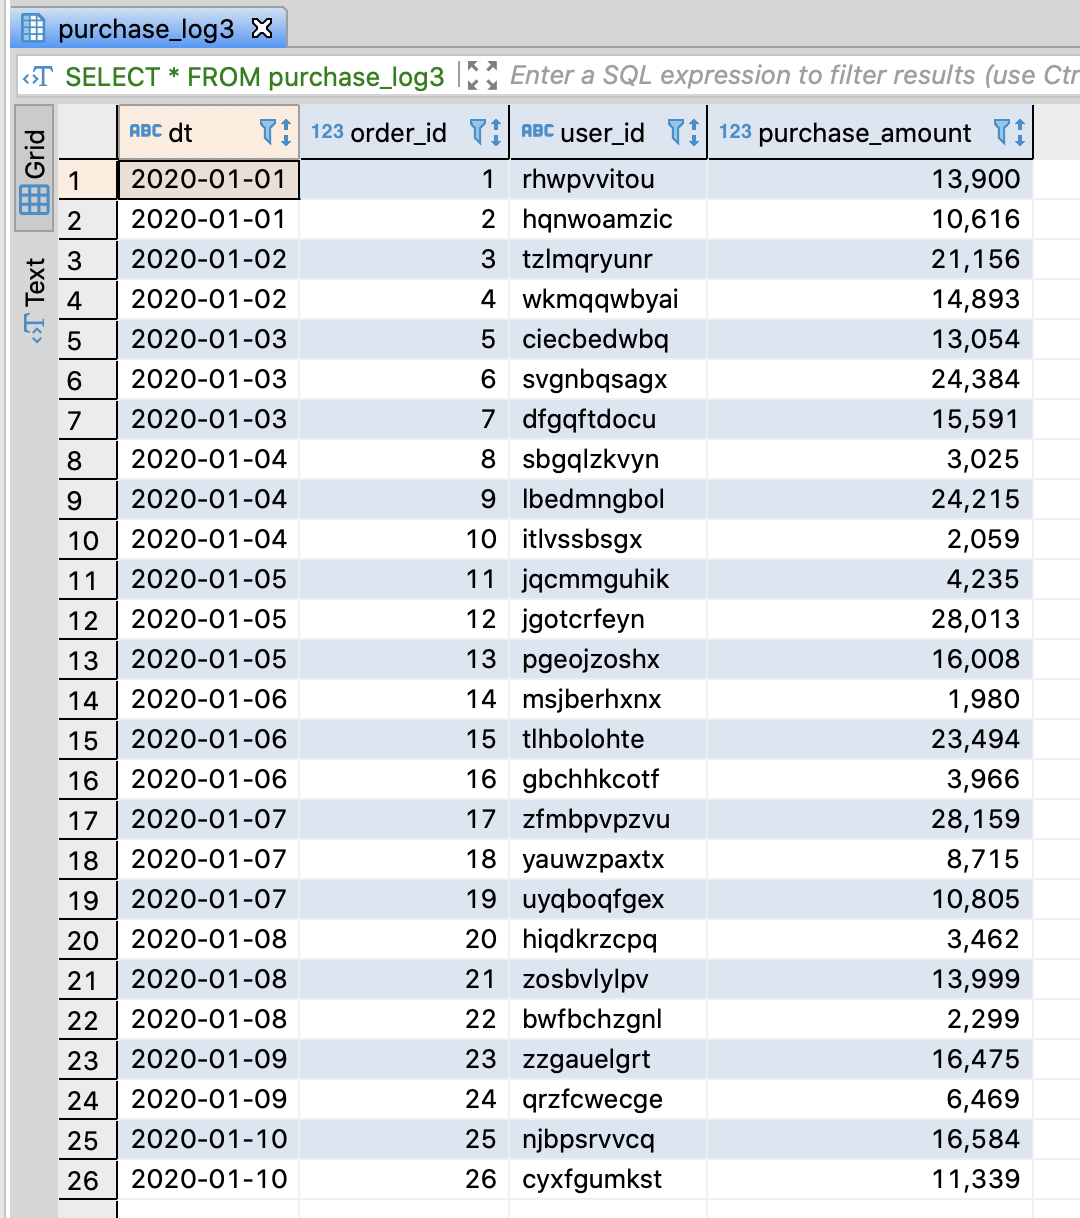 purchase_log3
SELECT * FROM purchase_log3 Enter a SQL expression to filter results (use Ctr
Grid
Text
ABC dt 123 order_id ABC user_id 123 purchase_amount
1 2020-01-01 1 rhwpvvitou 13,900
2 2020-01-01 2 hqnwoamzic 10,616
3 2020-01-02 3 tzlmqryunr 21,156
4 2020-01-02 4 wkmqqwbyai 14,893
5 2020-01-03 5 ciecbedwbq 13,054
6 2020-01-03 6 svgnbqsagx 24,384
7 2020-01-03 7 dfgqftdocu 15,591
8 2020-01-04 8 sbgqlzkvyn 3,025
9 2020-01-04 9 lbedmngbol 24,215
10 2020-01-04 10 itlvssbsgx 2,059
11 2020-01-05 11 jqcmmguhik 4,235
12 2020-01-05 12 jgotcrfeyn 28,013
13 2020-01-05 13 pgeojzoshx 16,008
14 2020-01-06 14 msjberhxnx 1,980
15 2020-01-06 15 tlhbolohte 23,494
16 2020-01-06 16 gbchhkcotf 3,966
17 2020-01-07 17 zfmbpvpzvu 28,159
18 2020-01-07 18 yauwzpaxtx 8,715
19 2020-01-07 19 uyqboqfgex 10,805
20 2020-01-08 20 hiqdkrzcpq 3,462
21 2020-01-08 21 zosbvlylpv 13,999
22 2020-01-08 22 bwfbchzgnl 2,299
23 2020-01-09 23 zzgauelgrt 16,475
24 2020-01-09 24 qrzfcwecge 6,469
25 2020-01-10 25 njbpsrvvcq 16,584
26 2020-01-10 26 cyxfgumkst 11,339